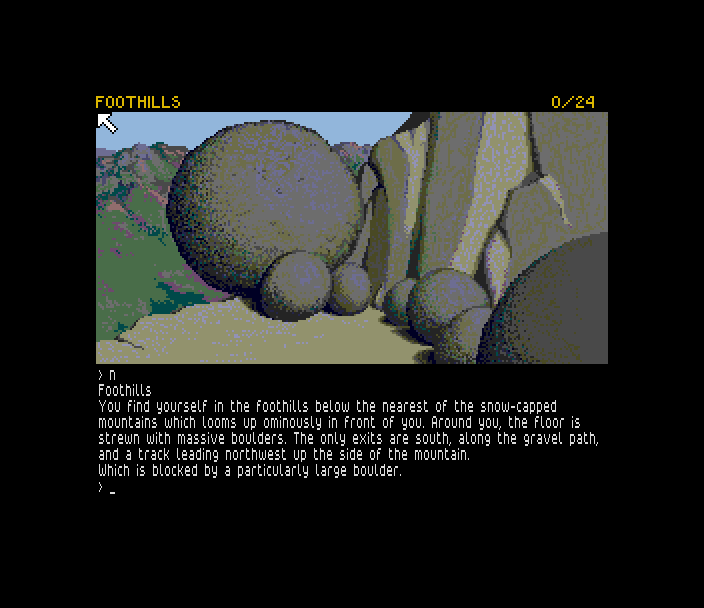 FOOTHILLS 0/24
> n
Foothills
You find yourself in the foothills below the nearest of the snow-capped
mountains which looms up ominously in front of you. Around you, the floor is
strewn with massive boulders. The only exits are south, along the gravel path,
and a track leading northwest up the side of the mountain.
Which is blocked by a particularly large boulder.
> _